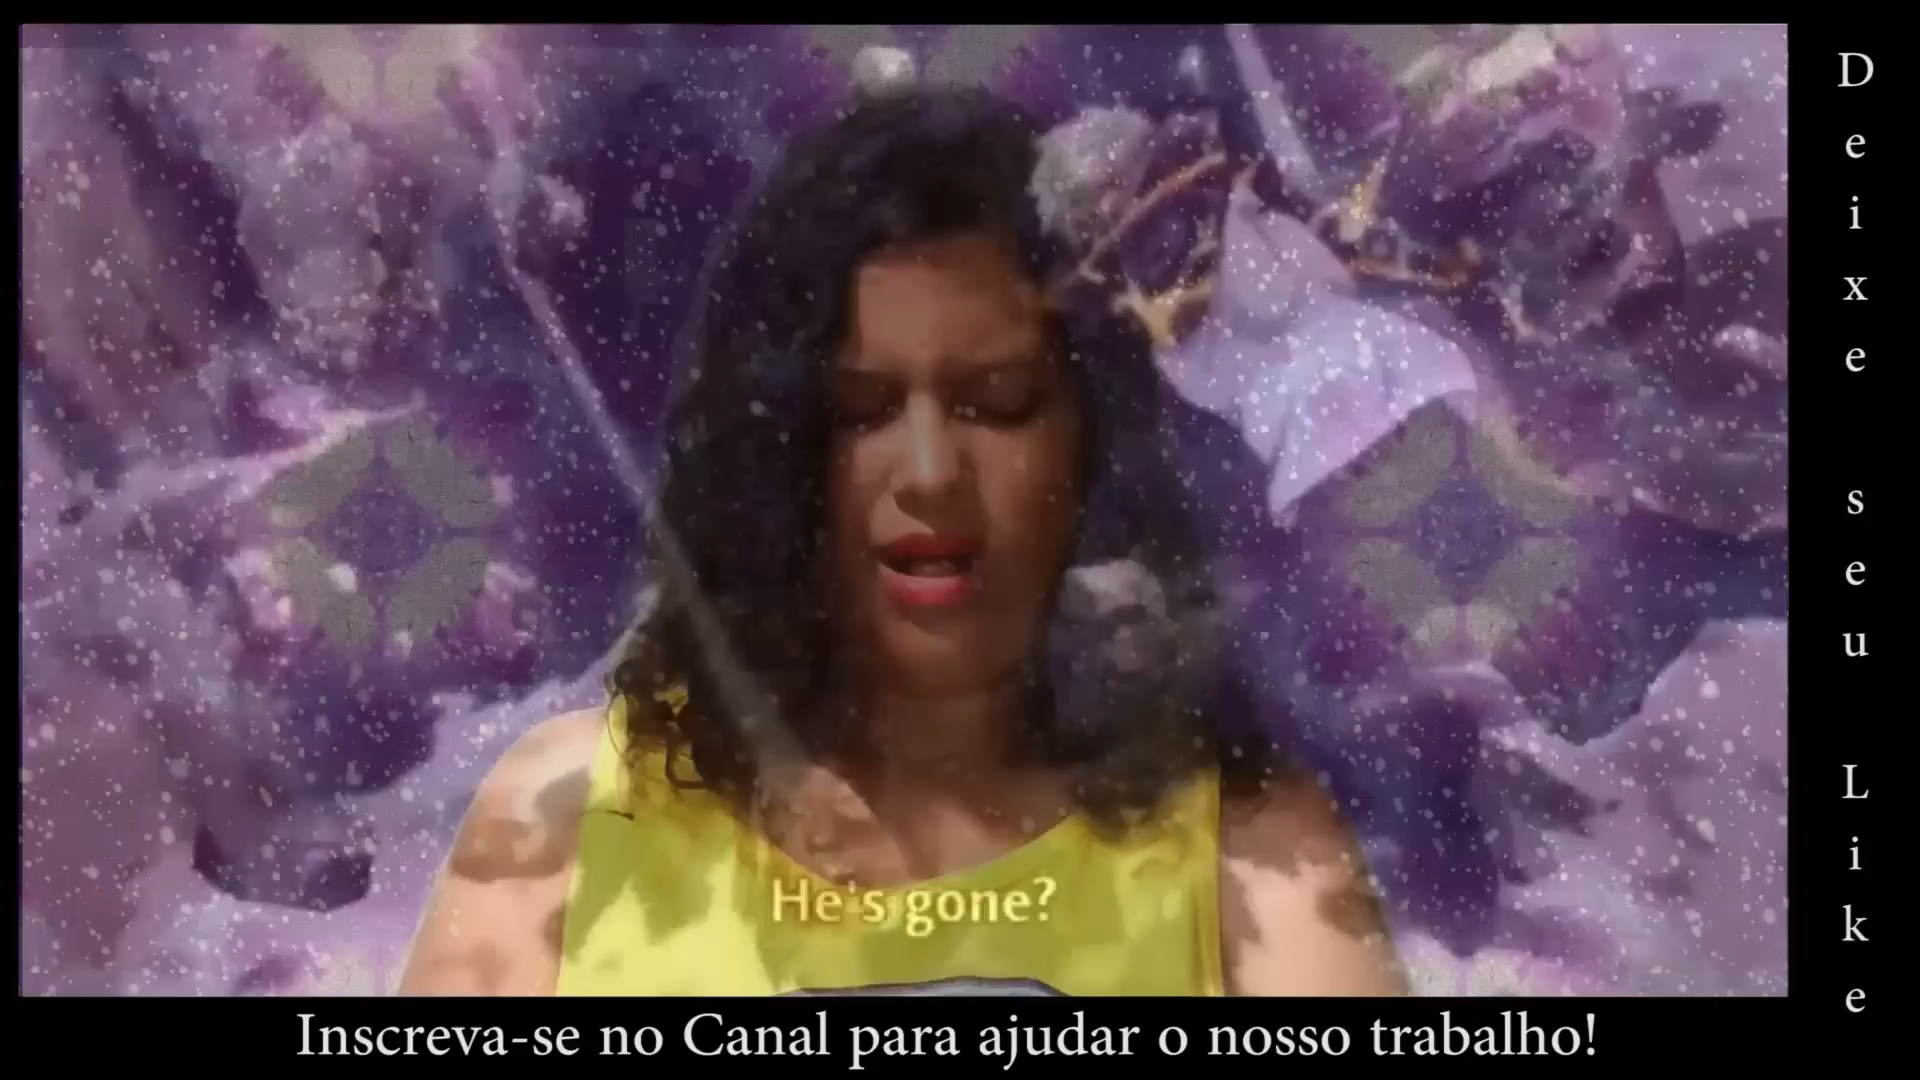 He's gone?
Inscreva-se no Canal para ajudar o nosso trabalho!
Deixe seu Like